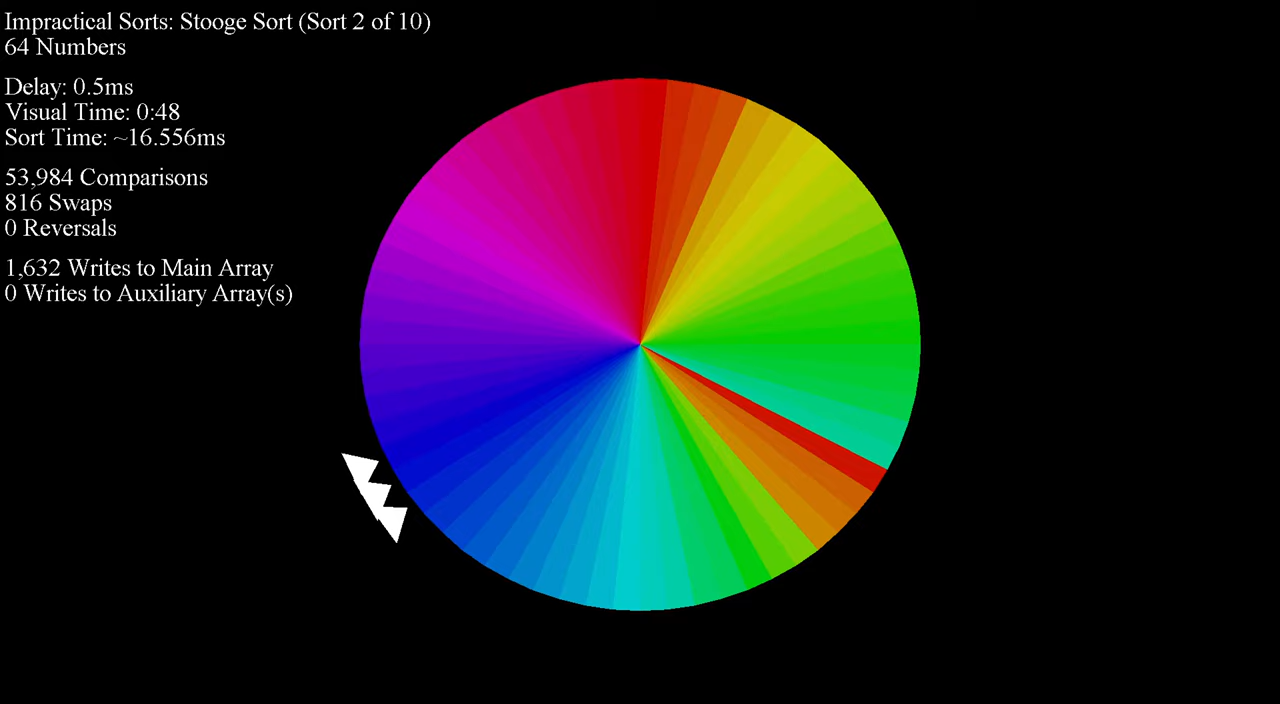 Impractical Sorts: Stooge Sort (Sort 2 of 10)
64 Numbers
Delay: 0.5ms
Visual Time: 0:48
Sort Time: ~16.556ms
53,984 Comparisons
816 Swaps
0 Reversals
1,632 Writes to Main Array
0 Writes to Auxiliary Array(s)